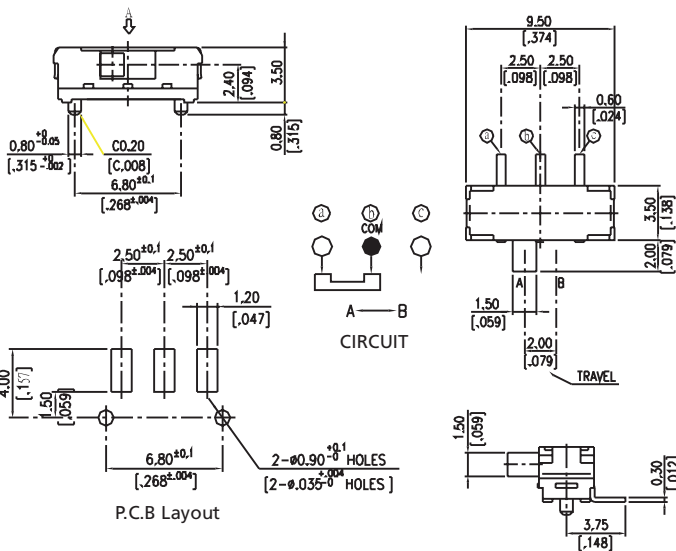 A
3.50
2.40
[.094]
0.80
[.315]
0.80 +0 -0.05
[.315 +0 -.002]
C0.20
[C.008]
6.80±0.1
[.268±.004]
9.50
[.374]
2.50 2.50
[.098] [.098]
0.60
[.024]
a b c
3.50
[.138]
2.00
[.079]
A B
1.50
[.059]
2.00
[.079]
TRAVEL
a b c
COM
A B
CIRCUIT
2.50±0.1 2.50±0.1
[.098±.004] [.098±.004]
1.20
[.047]
4.00
[.157]
1.50
[.059]
6.80±0.1
[.268±.004]
2-ø0.90 +0.1 -0 HOLES
[2-ø.035 +.004 -0 HOLES]
P.C.B Layout
1.50
[.059]
0.30
[.012]
3.75
[.148]